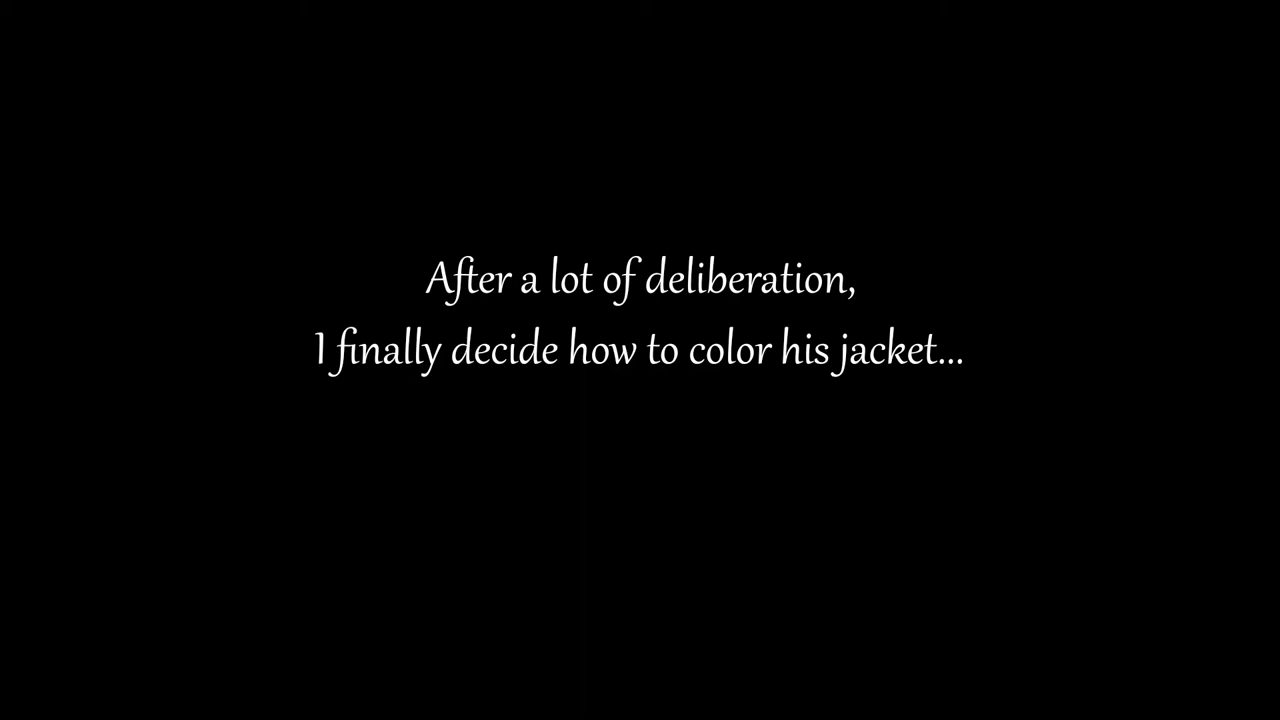 After a lot of deliberation,
I finally decide how to color his jacket...